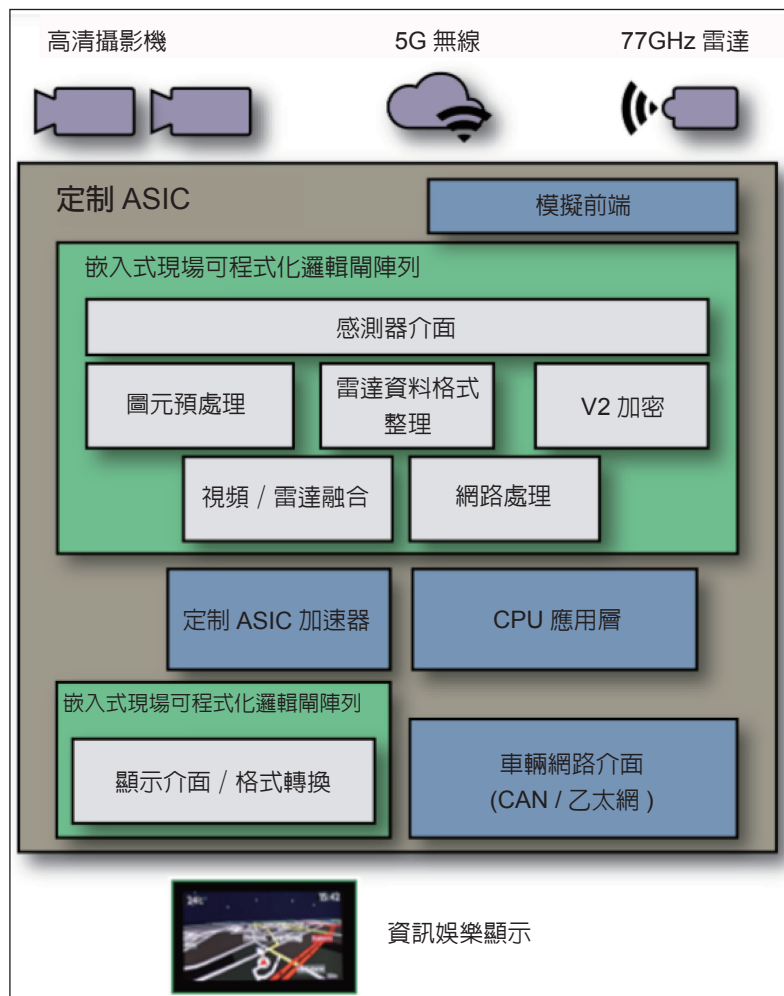 高清攝影機
5G 無線
77GHz 雷達
定制 ASIC
模擬前端
嵌入式現場可程式化邏輯閘陣列
感測器介面
圖元預處理
雷達資料格式
整理
V2 加密
視頻 / 雷達融合
網路處理
定制 ASIC 加速器
CPU 應用層
嵌入式現場可程式化邏輯閘陣列
顯示介面 / 格式轉換
車輛網路介面
(CAN / 乙太網 )
15:42
資訊娛樂顯示